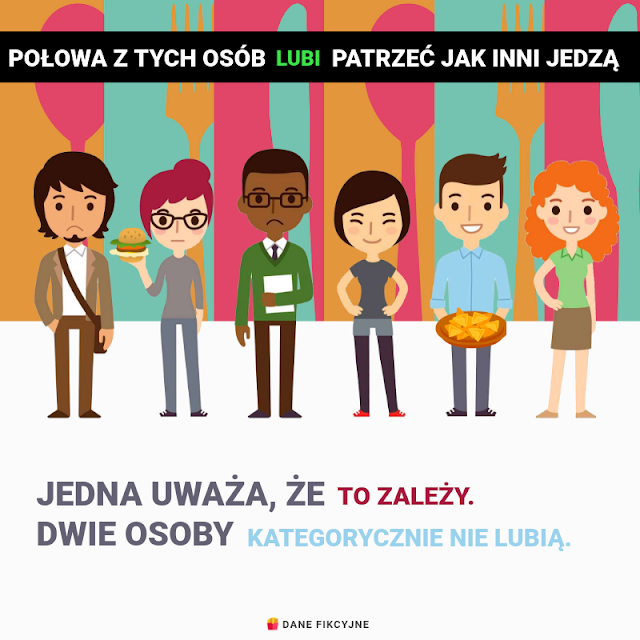 POŁOWA Z TYCH OSÓB LUBI PATRZEĆ JAK INNI JEDZĄ
JEDNA UWAŻA, ŻE TO ZALEŻY.
DWIE OSOBY KATEGORYCZNIE NIE LUBIĄ.
DANE FIKCYJNE